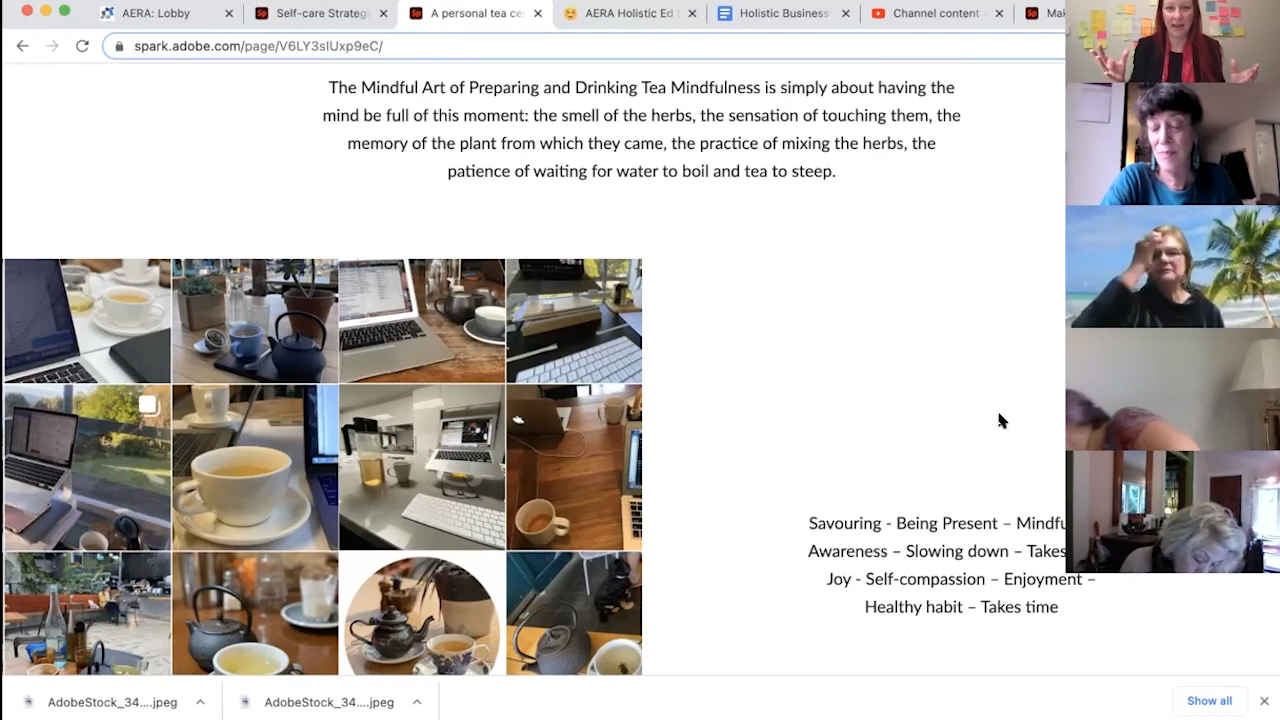 AERA: Lobby
Self-care Strategi
A personal tea ce
AERA Holistic Ed
Holistic Business
Channel content -
Mak
spark.adobe.com/page/V6LY3sIUxp9eC/
The Mindful Art of Preparing and Drinking Tea Mindfulness is simply about having the
mind be full of this moment: the smell of the herbs, the sensation of touching them, the
memory of the plant from which they came, the practice of mixing the herbs, the
patience of waiting for water to boil and tea to steep.
Savouring - Being Present – Mindfu
Awareness – Slowing down – Takes
Joy - Self-compassion – Enjoyment –
Healthy habit – Takes time
AdobeStock_34....jpeg
AdobeStock_34....jpeg
Show all